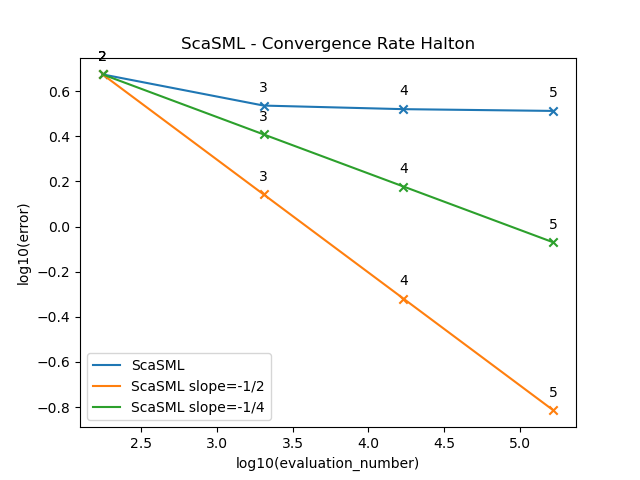 ScaSML - Convergence Rate Halton
2
3
4
5
3
4
5
3
4
5
0.6
0.4
0.2
0.0
−0.2
−0.4
−0.6
−0.8
log10(error)
ScaSML
ScaSML slope=-1/2
ScaSML slope=-1/4
2.5 3.0 3.5 4.0 4.5 5.0
log10(evaluation_number)